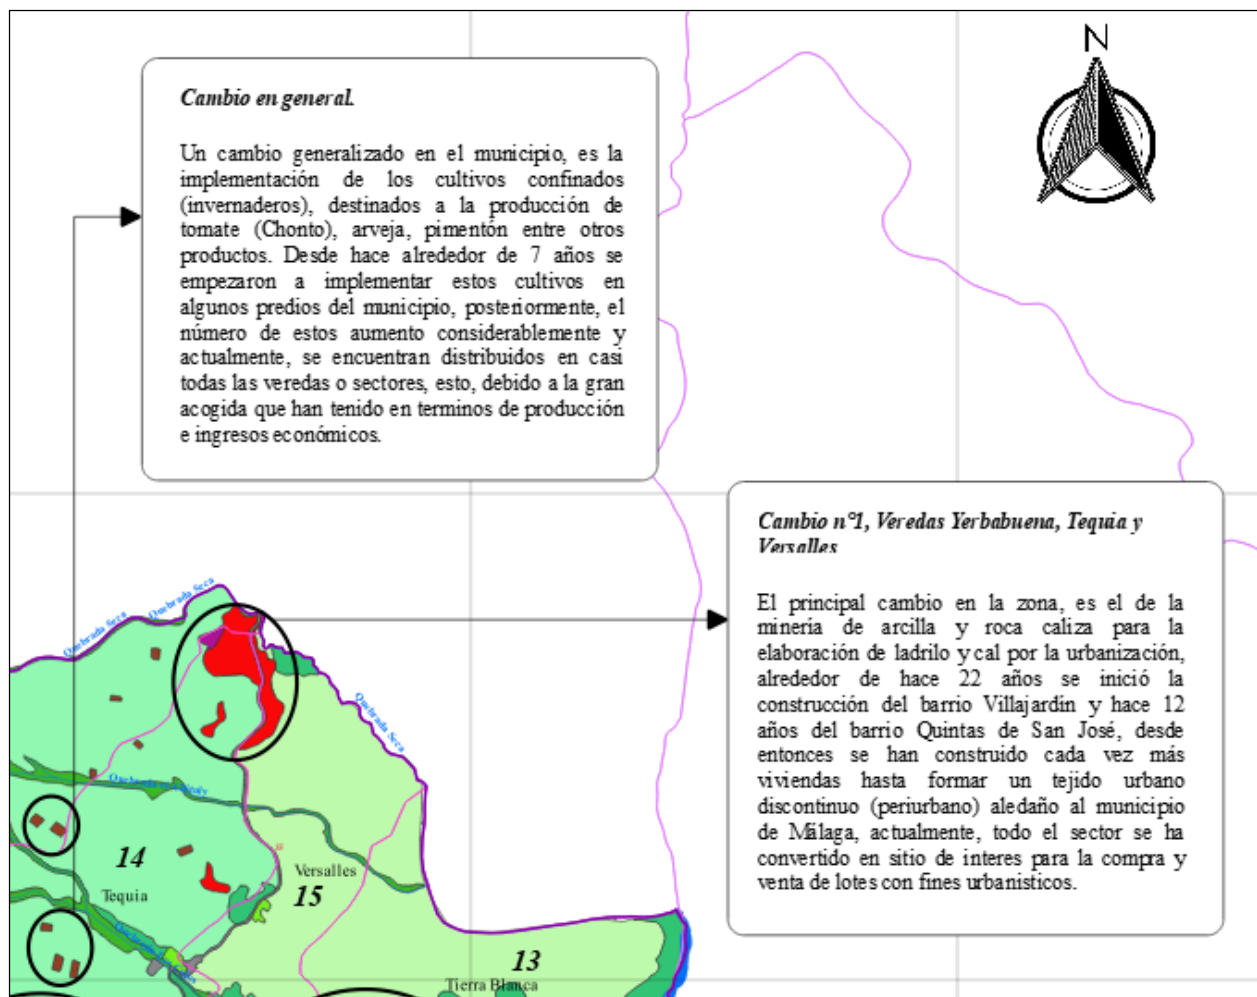 N
Cambio en general.
Un cambio generalizado en el municipio, es la
implementación de los cultivos confinados
(invernaderos), destinados a la producción de
tomate (Chonto), arveja, pimentón entre otros
productos. Desde hace alrededor de 7 años se
empezaron a implementar estos cultivos en
algunos predios del municipio, posteriormente, el
número de estos aumento considerablemente y
actualmente, se encuentran distribuidos en casi
todas las veredas o sectores, esto, debido a la gran
acogida que han tenido en terminos de producción
e ingresos económicos.
Cambio n°1, Veredas Yerbabuena, Tequia y
Versalles
El principal cambio en la zona, es el de la
mineria de arcilla y roca caliza para la
elaboración de ladrilo y cal por la urbanización,
alrededor de hace 22 años se inició la
construcción del barrio Villajardín y hace 12
años del barrio Quintas de San José, desde
entonces se han construido cada vez más
viviendas hasta formar un tejido urbano
discontinuo (periurbano) aledaño al municipio
de Málaga, actualmente, todo el sector se ha
convertido en sitio de interes para la compra y
venta de lotes con fines urbanisticos.
Quebrada Seca
Quebrada Seca
Quebrada Seca
Quebrada
14
Tequia
Versalles
15
13
Tierra Blanca